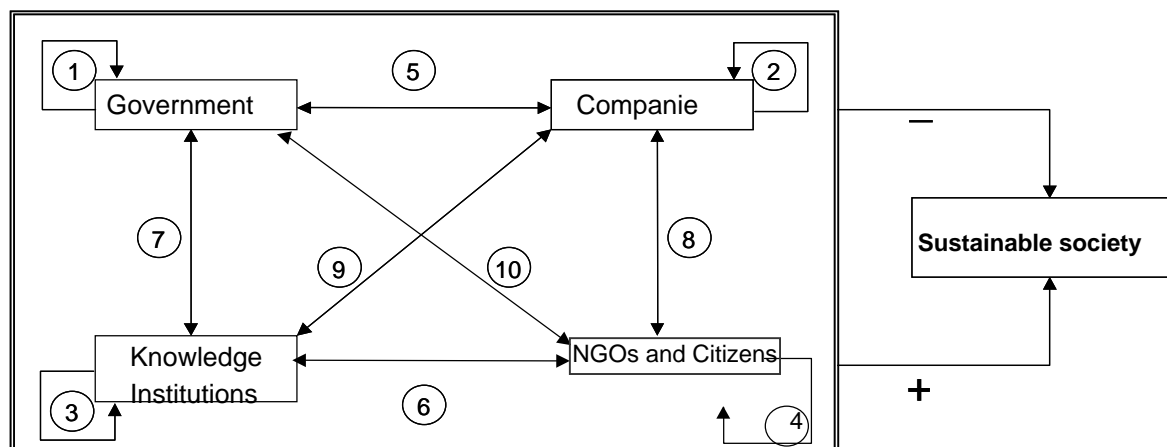 1
5
2
Government
Companie
–
7
9
10
8
Sustainable society
Knowledge
Institutions
NGOs and Citizens
3
6
4
+